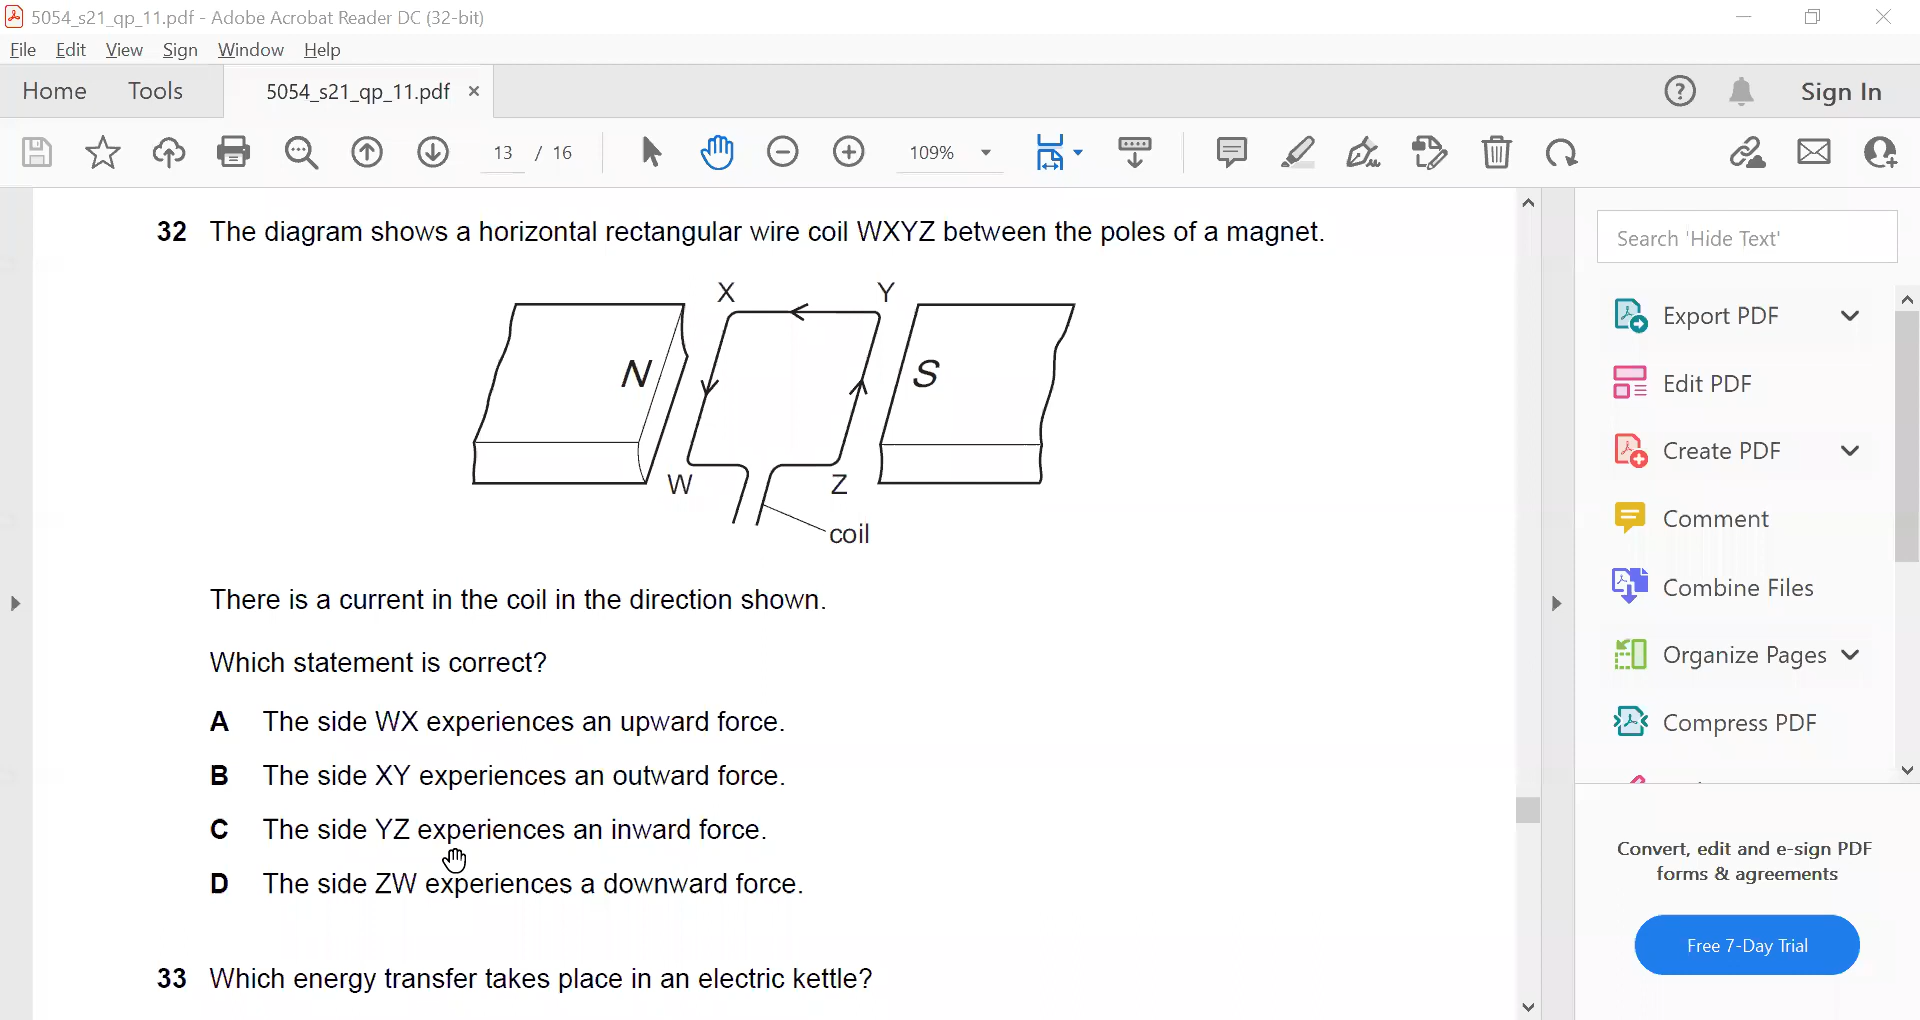 5054_s21_qp_11.pdf - Adobe Acrobat Reader DC (32-bit)
File Edit View Sign Window Help
Home Tools 5054_s21_qp_11.pdf × ? Sign In
13 / 16 109%
32 The diagram shows a horizontal rectangular wire coil WXYZ between the poles of a magnet.
X Y
N S
W Z
coil
There is a current in the coil in the direction shown.
Which statement is correct?
A The side WX experiences an upward force.
B The side XY experiences an outward force.
C The side YZ experiences an inward force.
D The side ZW experiences a downward force.
33 Which energy transfer takes place in an electric kettle?
Search 'Hide Text'
Export PDF
Edit PDF
Create PDF
Comment
Combine Files
Organize Pages
Compress PDF
Convert, edit and e-sign PDF
forms & agreements
Free 7-Day Trial